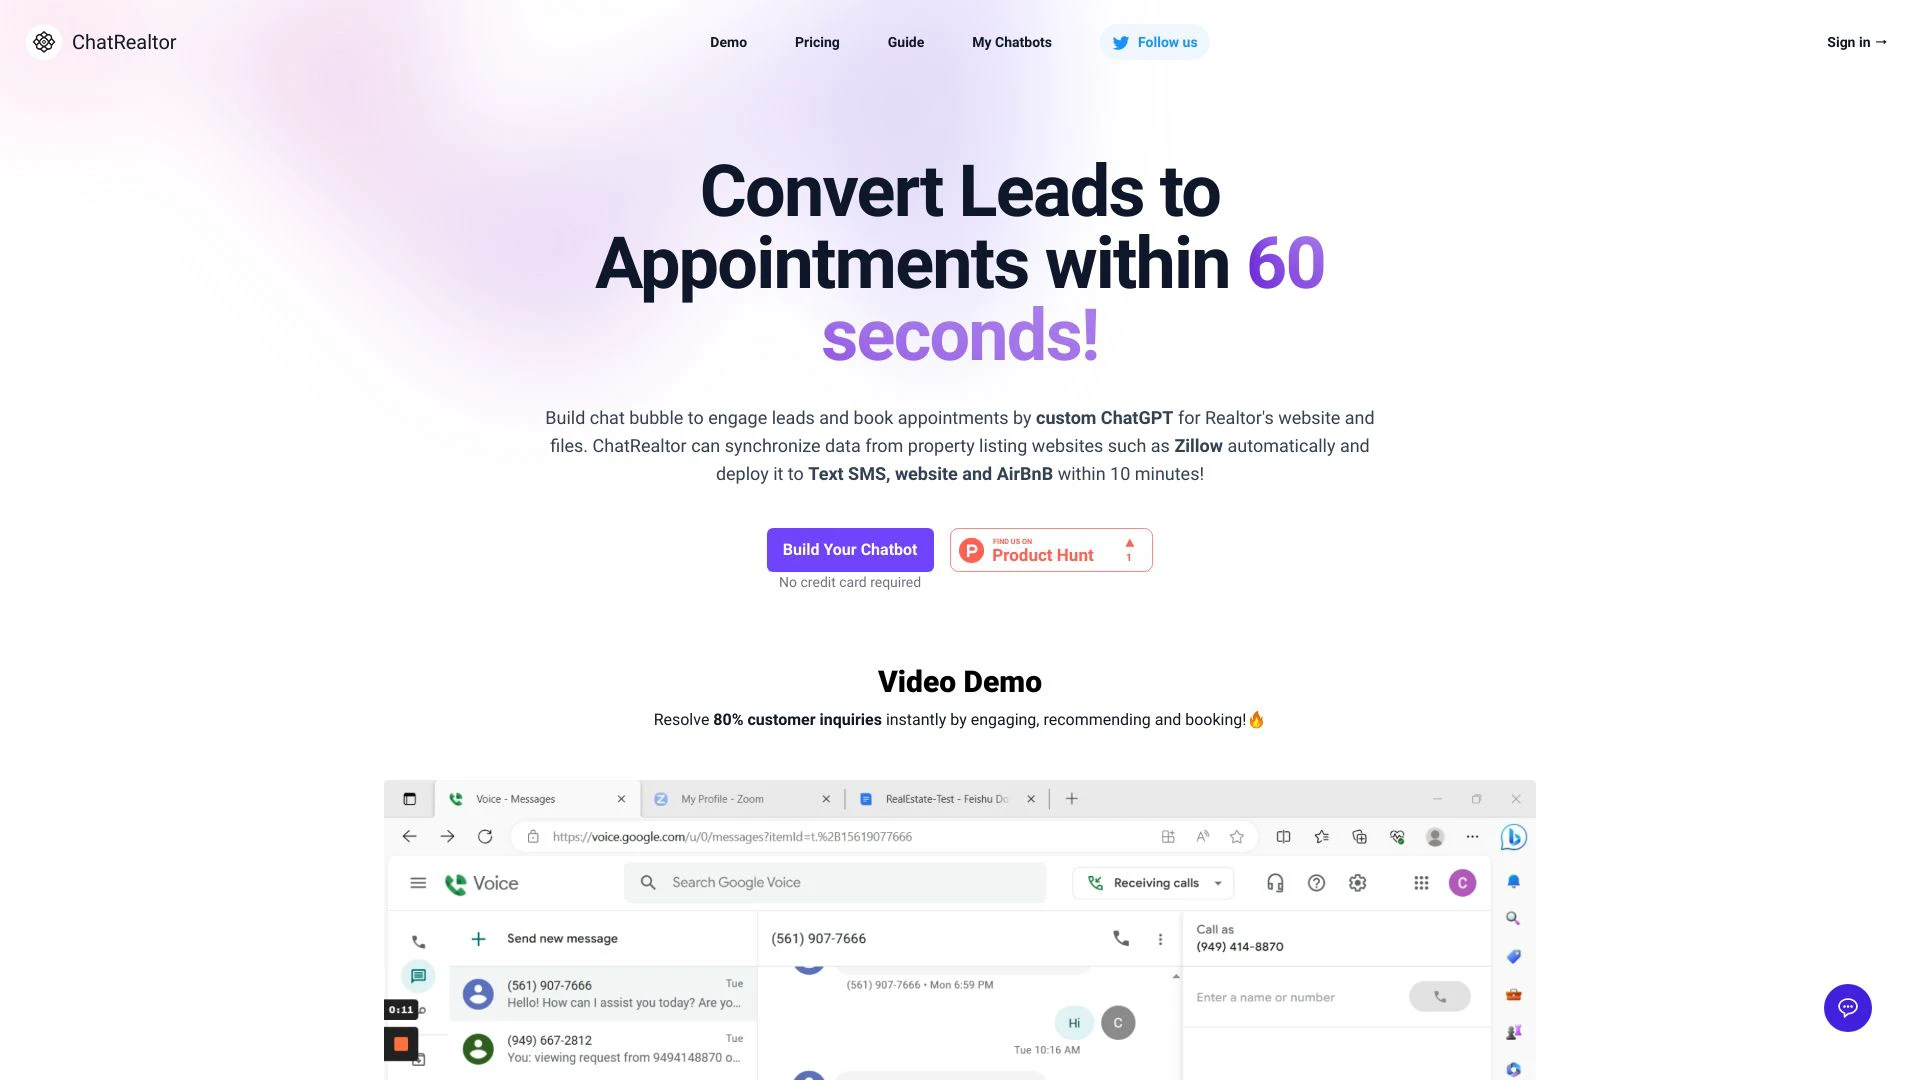 ChatRealtor
Demo
Pricing
Guide
My Chatbots
Follow us
Sign in →
Convert Leads to
Appointments within 60
seconds!
Build chat bubble to engage leads and book appointments by custom ChatGPT for Realtor's website and
files. ChatRealtor can synchronize data from property listing websites such as Zillow automatically and
deploy it to Text SMS, website and AirBnB within 10 minutes!
Build Your Chatbot
No credit card required
P
FIND US ON
Product Hunt
1
Video Demo
Resolve 80% customer inquiries instantly by engaging, recommending and booking!🔥
Voice - Messages
My Profile - Zoom
RealEstate-Test - Feishu Do
https://voice.google.com/u/0/messages?itemId=t.%2B15619077666
Voice
Search Google Voice
Receiving calls
C
Send new message
(561) 907-7666
Call as
(949) 414-8870
(561) 907-7666
Tue
Hello! How can I assist you today? Are yo...
(561) 907-7666 • Mon 6:59 PM
Enter a name or number
0:11
Hi
C
(949) 667-2812
Tue
You: viewing request from 9494148870 o...
Tue 10:16 AM